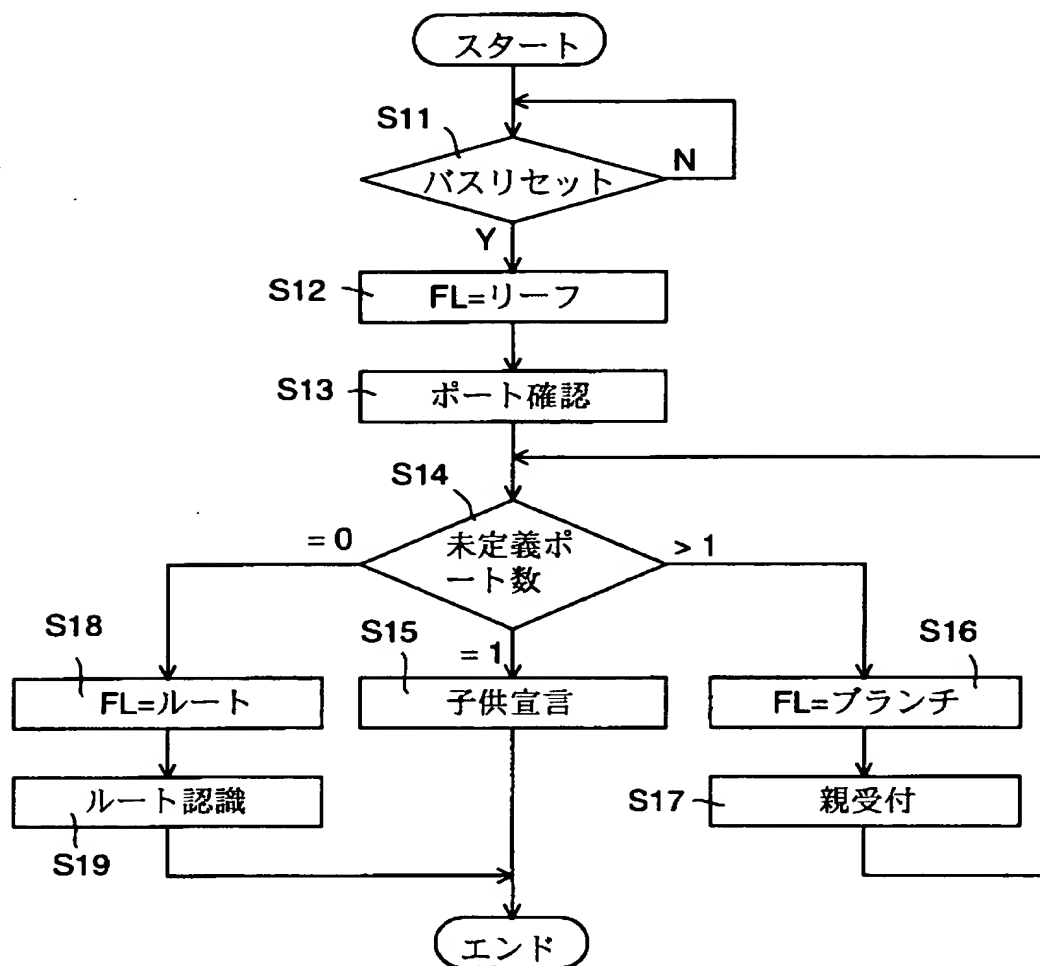 スタート
S11
バスリセット
N
Y
S12
FL=リーフ
S13
ポート確認
S14
= 0
未定義ポ
ート数
> 1
S18
S15
= 1
S16
FL=ルート
子供宣言
FL=ブランチ
ルート認識
S17
親受付
S19
エンド